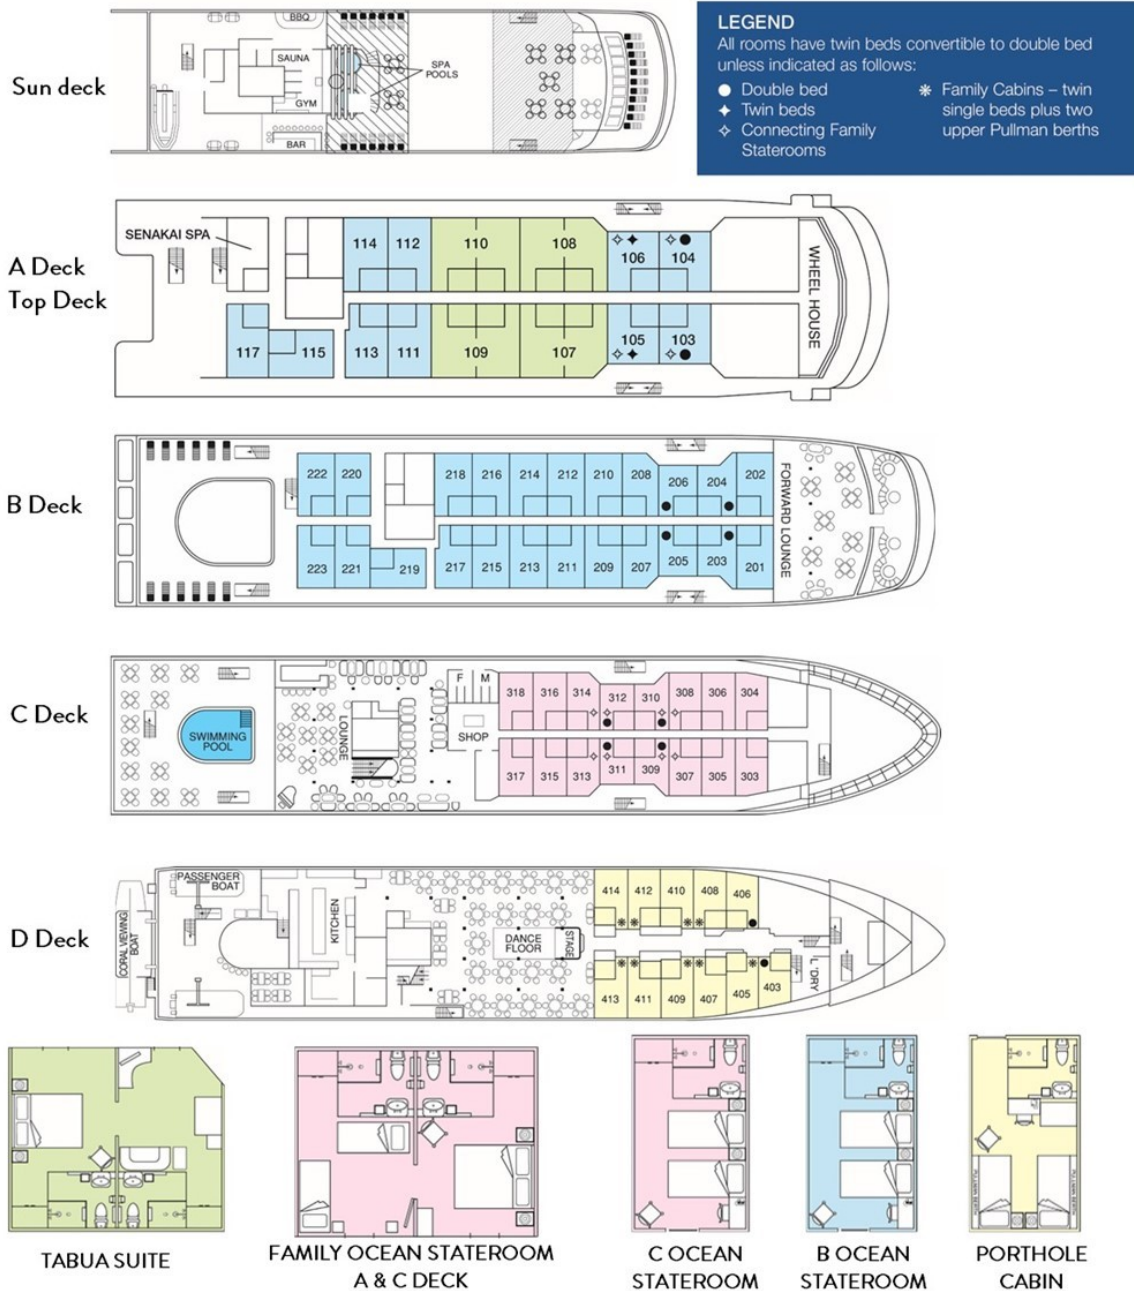 LEGEND
All rooms have twin beds convertible to double bed
unless indicated as follows:
Double bed
Twin beds
Connecting Family
Staterooms
Family Cabins – twin
single beds plus two
upper Pullman berths
Sun deck
BBQ
SAUNA
GYM
BAR
SPA
POOLS
A Deck
Top Deck
SENAKAI SPA
114 112 110 108 106 104
117 115 113 111 109 107 105 103
WHEEL HOUSE
B Deck
222 220 218 216 214 212 210 208 206 204 202
223 221 219 217 215 213 211 209 207 205 203 201
FORWARD LOUNGE
C Deck
SWIMMING
POOL
LOUNGE
F M
SHOP
318 316 314 312 310 308 306 304
317 315 313 311 309 307 305 303
D Deck
PASSENGER
BOAT
CORAL VIEWING
BOAT
KITCHEN
DANCE
FLOOR
STAGE
414 412 410 408 406
413 411 409 407 405 403
L'DRY
PULLMAN BERTH
PULLMAN BERTH
TABUA SUITE
FAMILY OCEAN STATEROOM
A & C DECK
C OCEAN
STATEROOM
B OCEAN
STATEROOM
PORTHOLE
CABIN